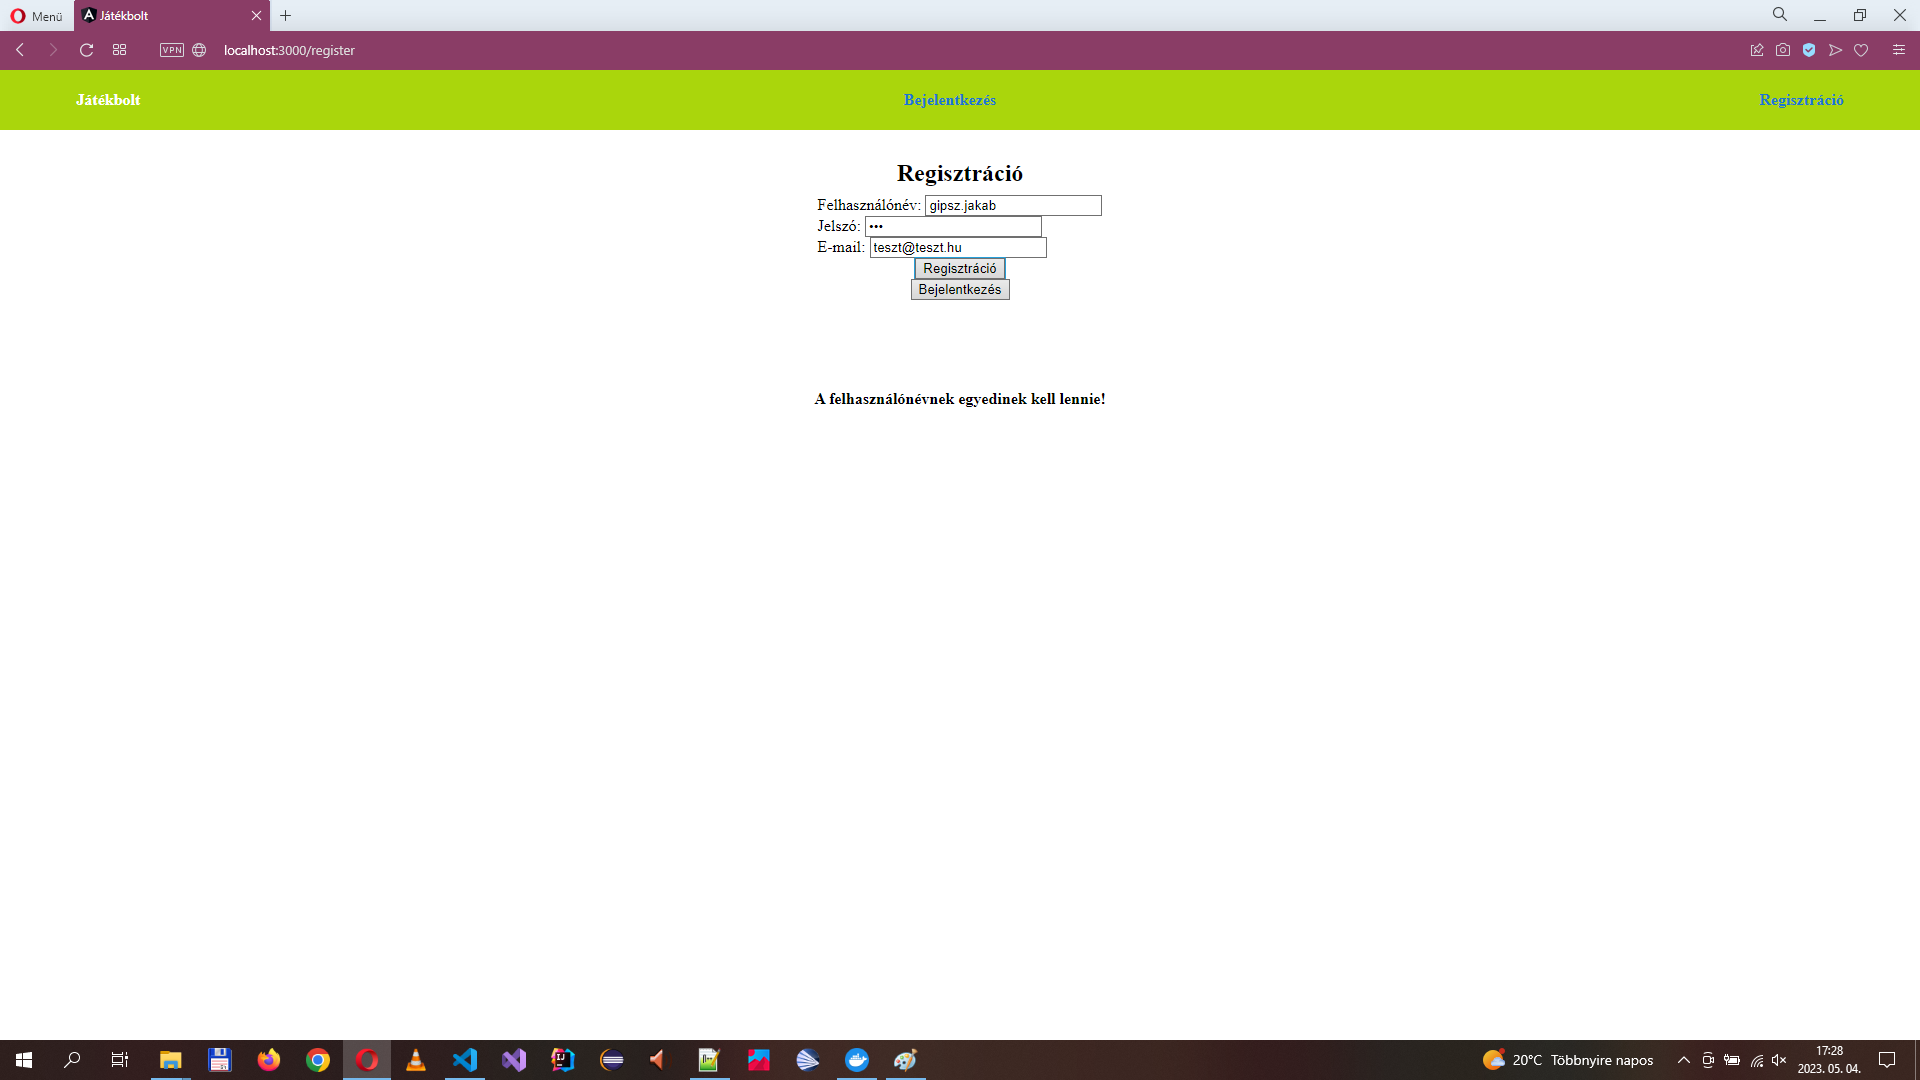 Menü
Játékbolt
VPN
localhost:3000/register
Játékbolt
Bejelentkezés
Regisztráció
Regisztráció
Felhasználónév: gipsz.jakab
Jelszó: •••
E-mail: teszt@teszt.hu
Regisztráció
Bejelentkezés
A felhasználónévnek egyedinek kell lennie!
20°C Többnyire napos
17:28
2023. 05. 04.